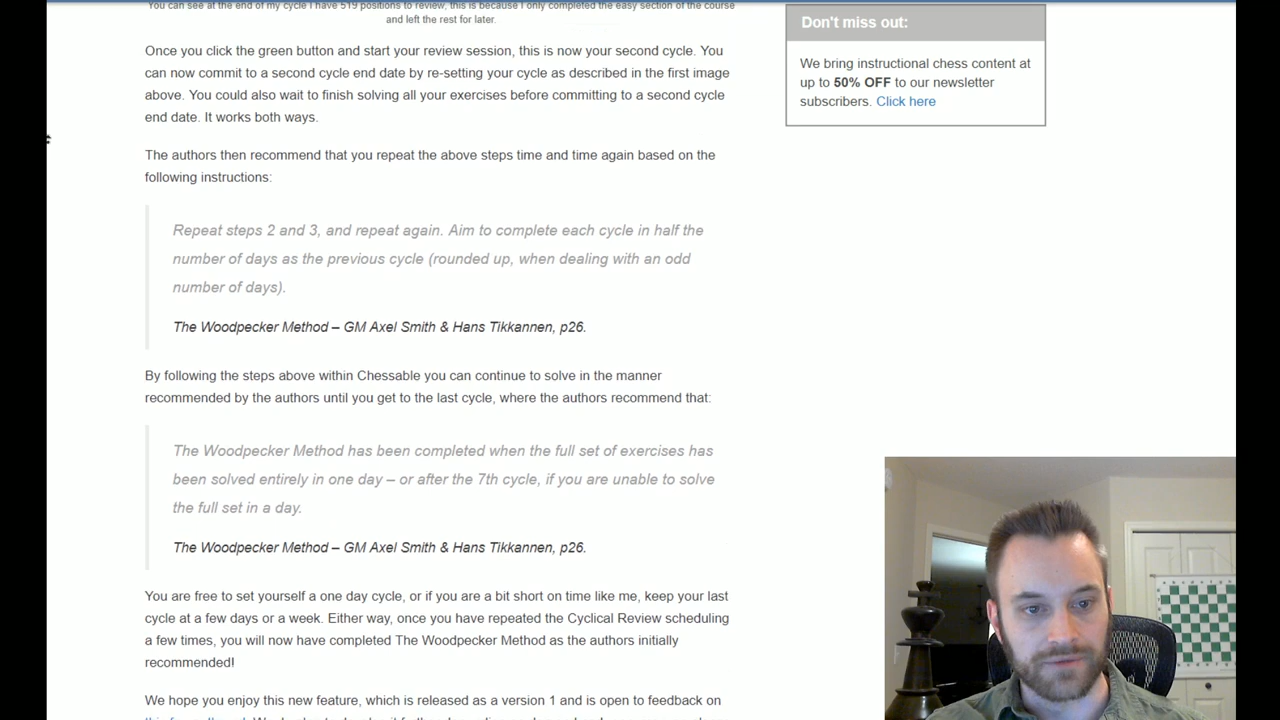 You can see at the end of my cycle I have 519 positions to review, this is because I only completed the easy section of the course
and left the rest for later.
Once you click the green button and start your review session, this is now your second cycle. You
can now commit to a second cycle end date by re-setting your cycle as described in the first image
above. You could also wait to finish solving all your exercises before committing to a second cycle
end date. It works both ways.
The authors then recommend that you repeat the above steps time and time again based on the
following instructions:
Repeat steps 2 and 3, and repeat again. Aim to complete each cycle in half the
number of days as the previous cycle (rounded up, when dealing with an odd
number of days).
The Woodpecker Method – GM Axel Smith & Hans Tikkannen, p26.
By following the steps above within Chessable you can continue to solve in the manner
recommended by the authors until you get to the last cycle, where the authors recommend that:
The Woodpecker Method has been completed when the full set of exercises has
been solved entirely in one day – or after the 7th cycle, if you are unable to solve
the full set in a day.
The Woodpecker Method – GM Axel Smith & Hans Tikkannen, p26.
You are free to set yourself a one day cycle, or if you are a bit short on time like me, keep your last
cycle at a few days or a week. Either way, once you have repeated the Cyclical Review scheduling
a few times, you will now have completed The Woodpecker Method as the authors initially
recommended!
We hope you enjoy this new feature, which is released as a version 1 and is open to feedback on
Don't miss out:
We bring instructional chess content at
up to 50% OFF to our newsletter
subscribers. Click here